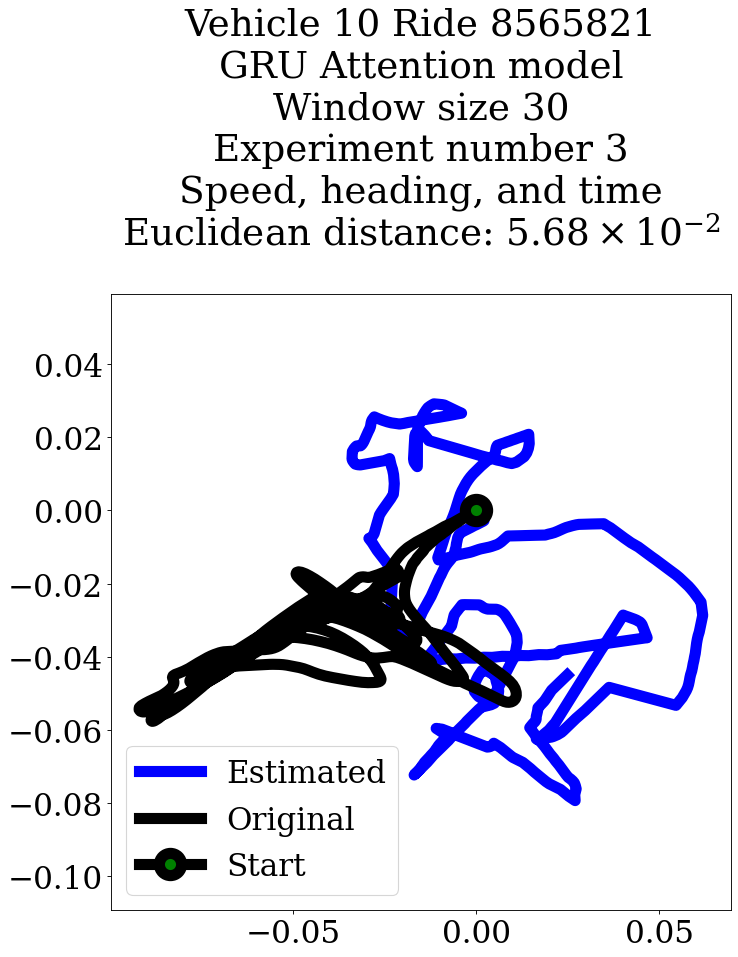 Vehicle 10 Ride 8565821
GRU Attention model
Window size 30
Experiment number 3
Speed, heading, and time
Euclidean distance: 5.68 × 10⁻²
0.04
0.02
0.00
−0.02
−0.04
−0.06
−0.08
−0.10
Estimated
Original
Start
−0.05 0.00 0.05